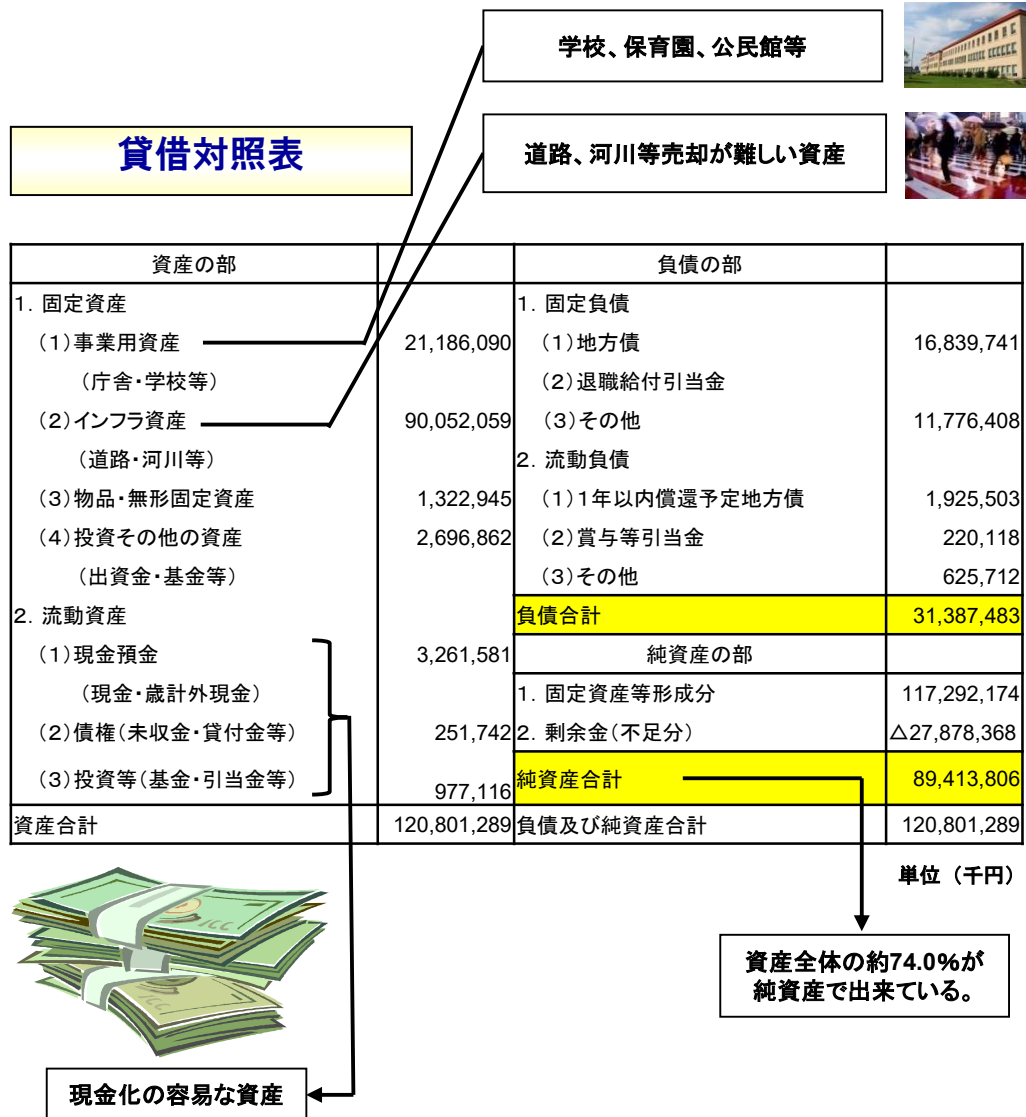 学校、保育園、公民館等
貸借対照表
道路、河川等売却が難しい資産
資産の部 負債の部
1．固定資産 1．固定負債
（1）事業用資産 21,186,090 （1）地方債 16,839,741
（庁舎・学校等） （2）退職給付引当金
（2）インフラ資産 90,052,059 （3）その他 11,776,408
（道路・河川等） 2．流動負債
（3）物品・無形固定資産 1,322,945 （1）1年以内償還予定地方債 1,925,503
（4）投資その他の資産 2,696,862 （2）賞与等引当金 220,118
（出資金・基金等） （3）その他 625,712
2．流動資産 負債合計 31,387,483
（1）現金預金 3,261,581 純資産の部
（現金・歳計外現金） 1．固定資産等形成分 117,292,174
（2）債権（未収金・貸付金等） 251,742 2．剰余金（不足分） △27,878,368
（3）投資等（基金・引当金等） 977,116 純資産合計 89,413,806
資産合計 120,801,289 負債及び純資産合計 120,801,289
単位（千円）
ICC
資産全体の約74.0%が
純資産で出来ている。
現金化の容易な資産